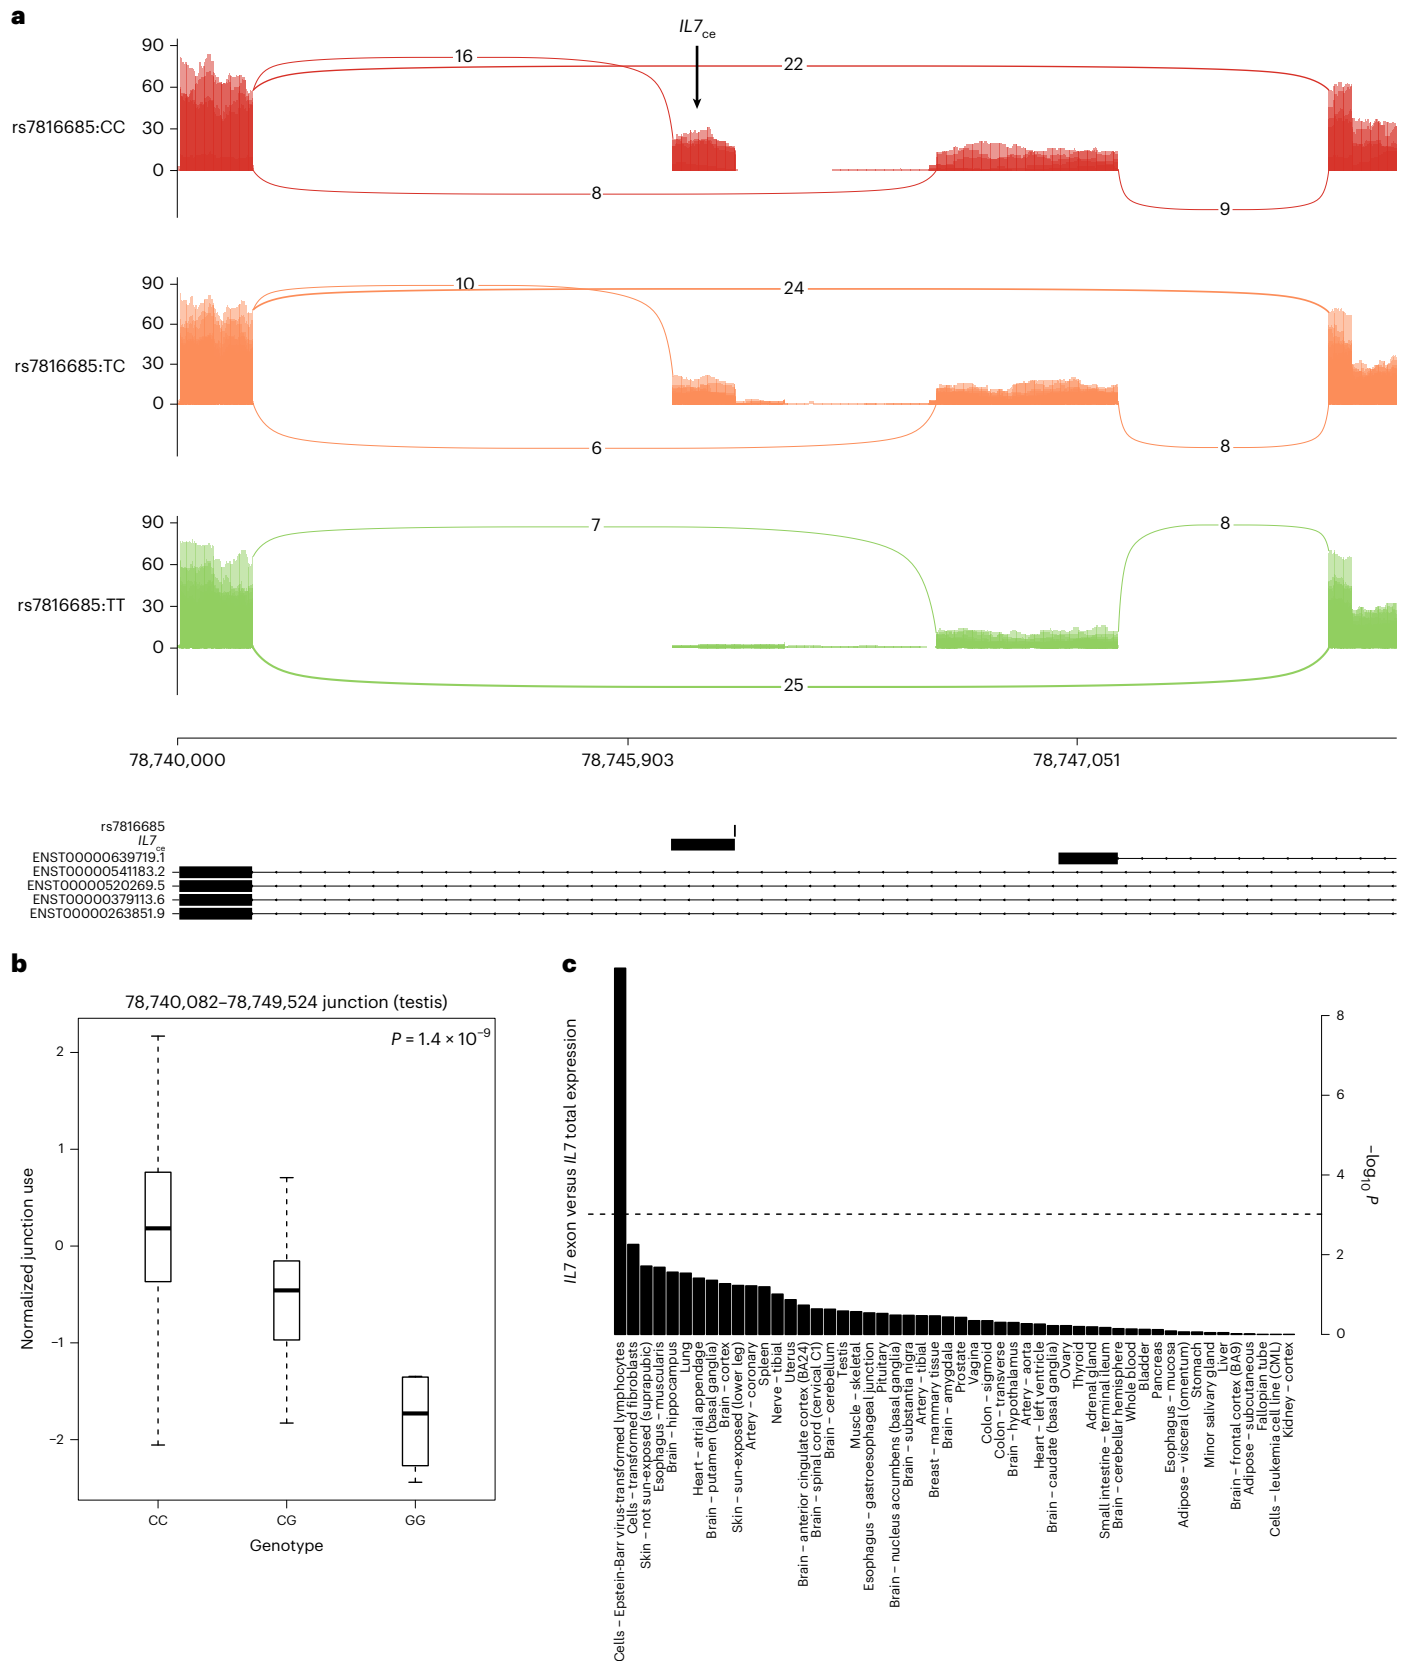 a
IL7ce
rs7816685:CC
90
60
30
0
16
22
8
9
rs7816685:TC
90
60
30
0
10
24
6
8
rs7816685:TT
90
60
30
0
7
8
25
78,740,000
78,745,903
78,747,051
rs7816685
IL7ce
ENST00000639719.1
ENST00000541183.2
ENST00000520269.5
ENST00000379113.6
ENST00000263851.9
b
78,740,082–78,749,524 junction (testis)
P = 1.4 × 10−9
Normalized junction use
2
1
0
−1
−2
CC
CG
GG
Genotype
c
IL7 exon versus IL7 total expression
8
6
4
2
0
−log10 P
Cells – Epstein-Barr virus-transformed lymphocytes
Cells – transformed fibroblasts
Skin – not sun-exposed (suprapubic)
Esophagus – muscularis
Brain – hippocampus
Lung
Heart – atrial appendage
Brain – putamen (basal ganglia)
Brain – cortex
Skin – sun-exposed (lower leg)
Artery – coronary
Spleen
Nerve – tibial
Uterus
Brain – anterior cingulate cortex (BA24)
Brain – spinal cord (cervical C1)
Brain – cerebellum
Testis
Muscle – skeletal
Esophagus – gastroesophageal junction
Pituitary
Brain – nucleus accumbens (basal ganglia)
Brain – substantia nigra
Artery – tibial
Breast – mammary tissue
Brain – amygdala
Prostate
Vagina
Colon – sigmoid
Colon – transverse
Brain – hypothalamus
Artery – aorta
Heart – left ventricle
Brain – caudate (basal ganglia)
Ovary
Thyroid
Adrenal gland
Small intestine – terminal ileum
Brain – cerebellar hemisphere
Whole blood
Bladder
Pancreas
Esophagus – mucosa
Adipose – visceral (omentum)
Stomach
Minor salivary gland
Liver
Brain – frontal cortex (BA9)
Adipose – subcutaneous
Fallopian tube
Cells – leukemia cell line (CML)
Kidney – cortex